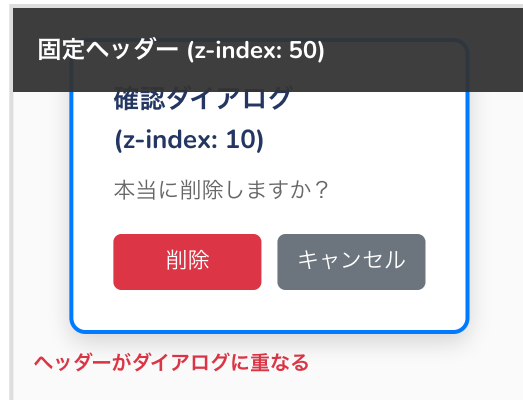 固定ヘッダー (z-index: 50)
確認ダイアログ
(z-index: 10)
本当に削除しますか？
削除
キャンセル
ヘッダーがダイアログに重なる